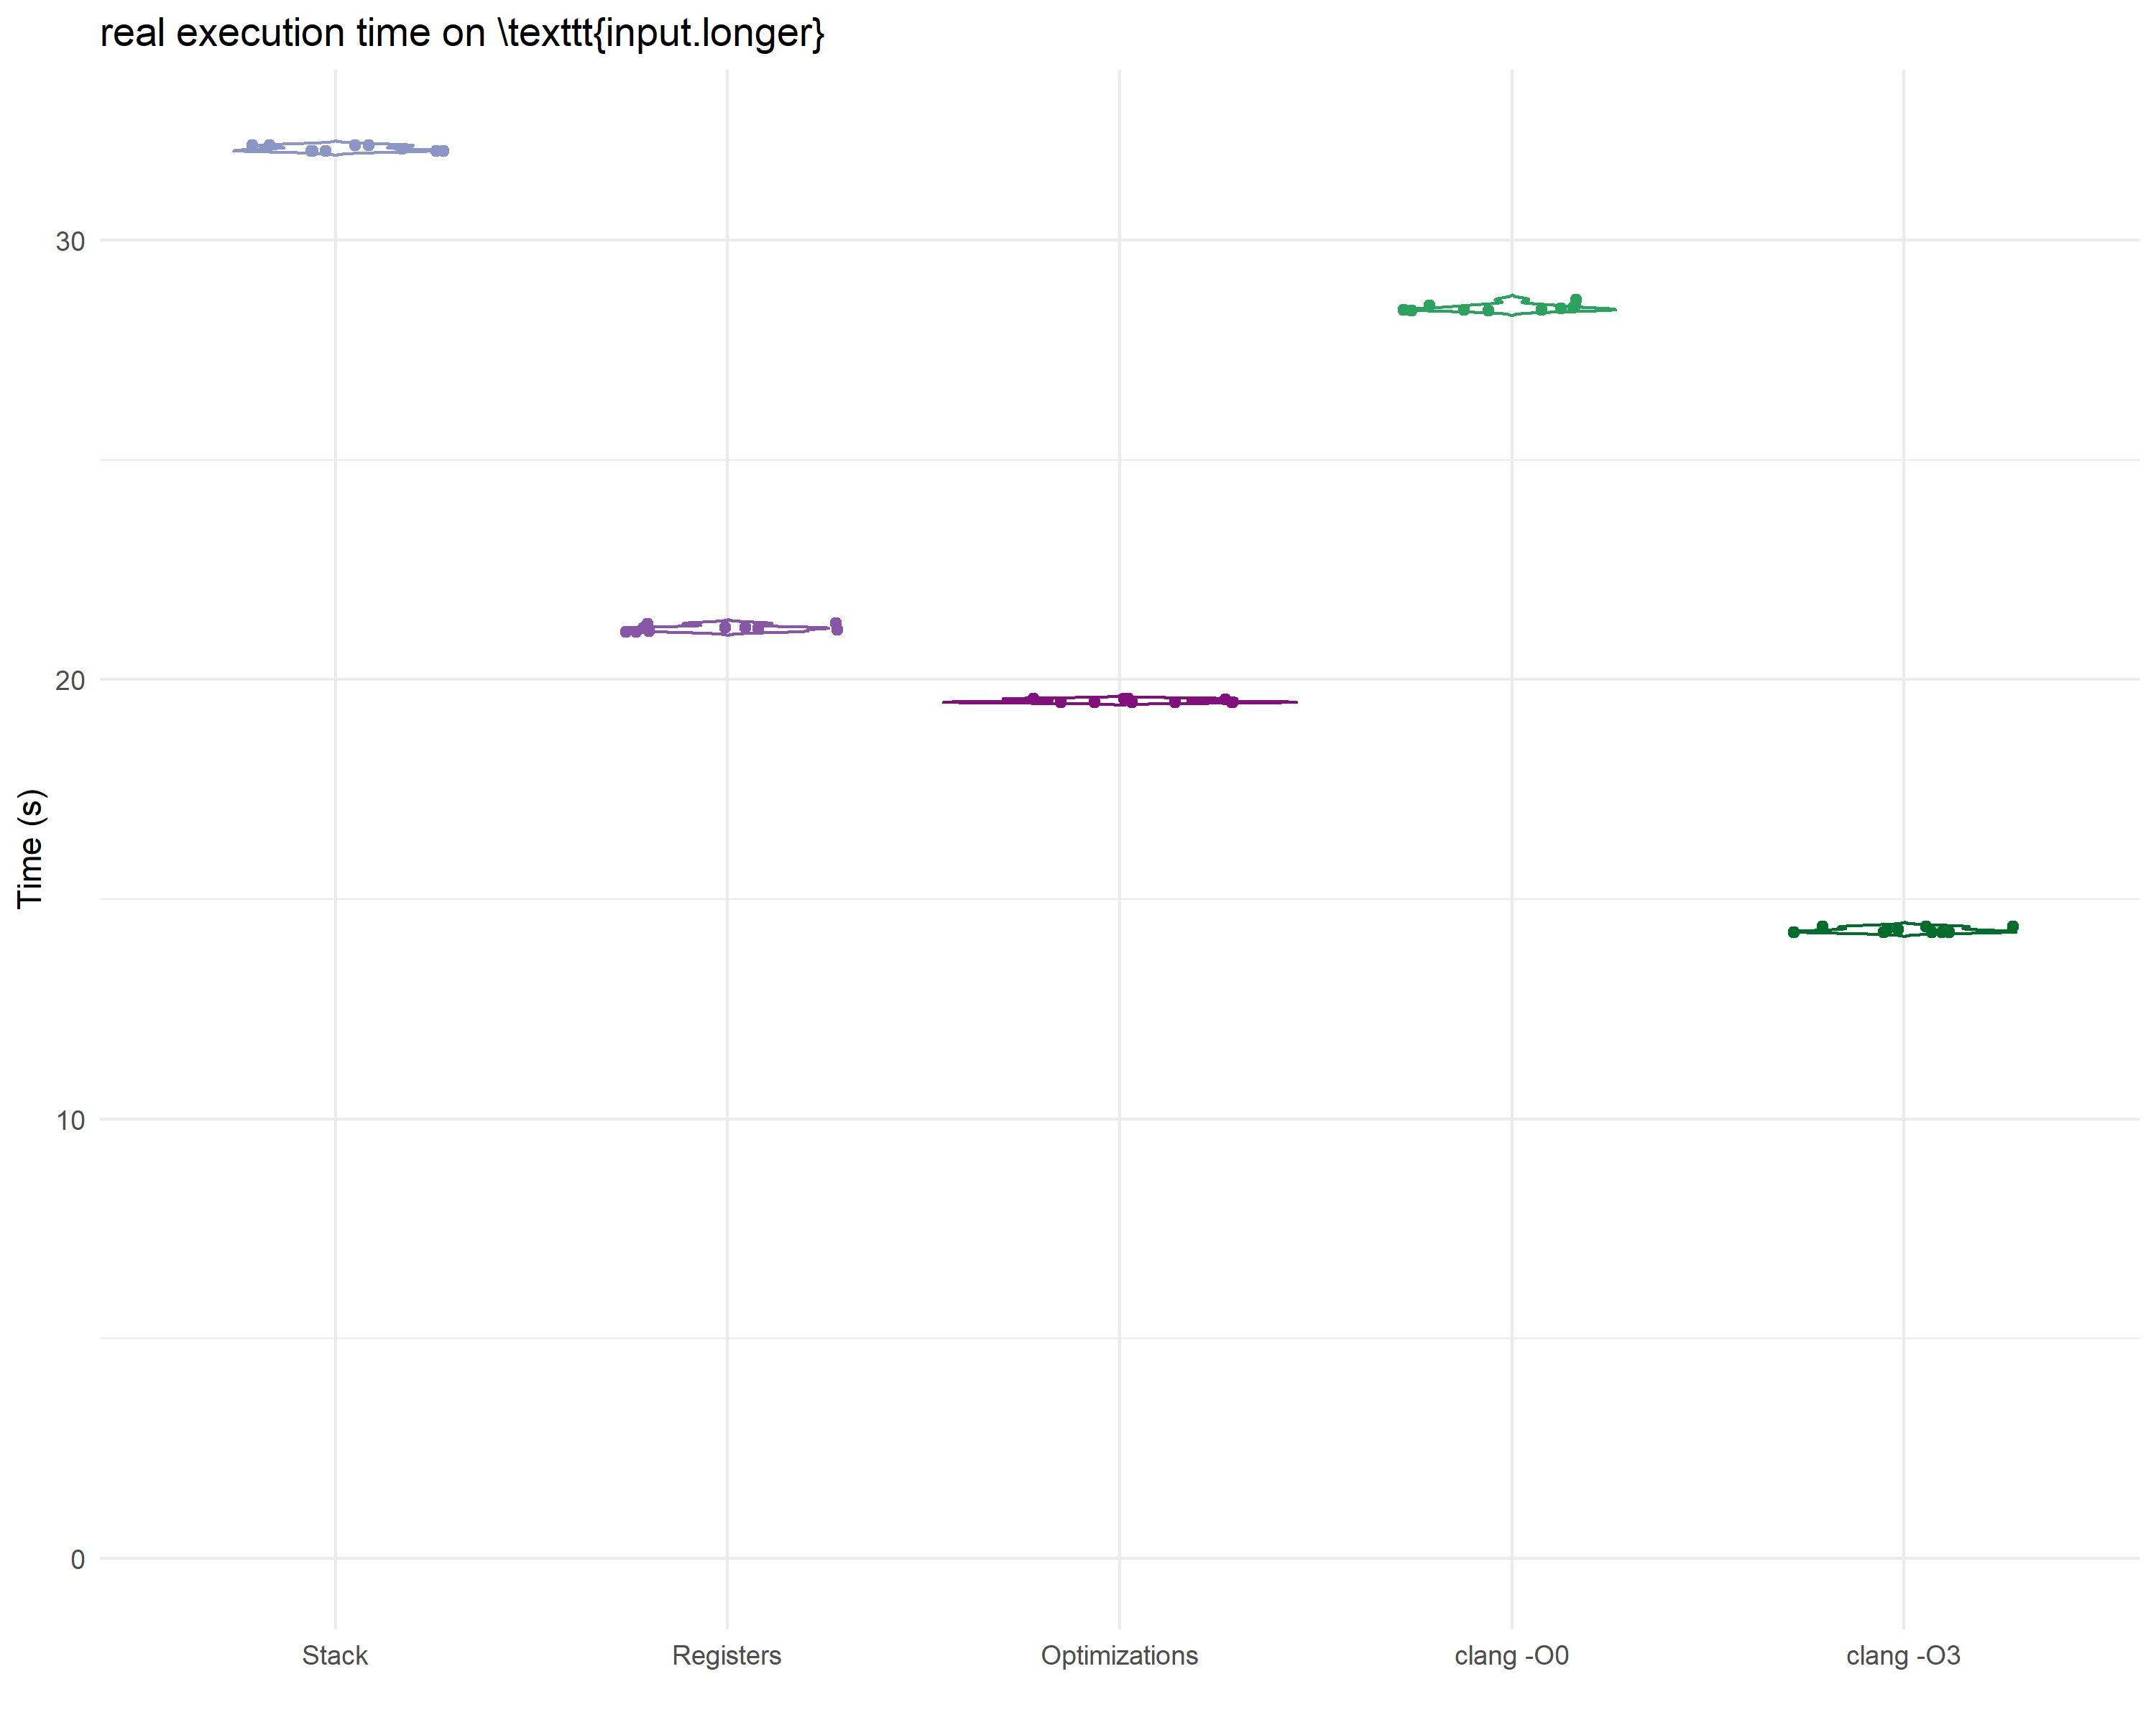 real execution time on \texttt{input.longer}
Time (s)
30
20
10
0
Stack
Registers
Optimizations
clang -O0
clang -O3